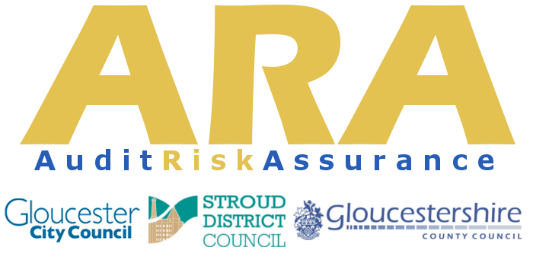 ARA
AuditRiskAssurance
Gloucester
City Council
STROUD
DISTRICT
COUNCIL
Gloucestershire
COUNTY COUNCIL